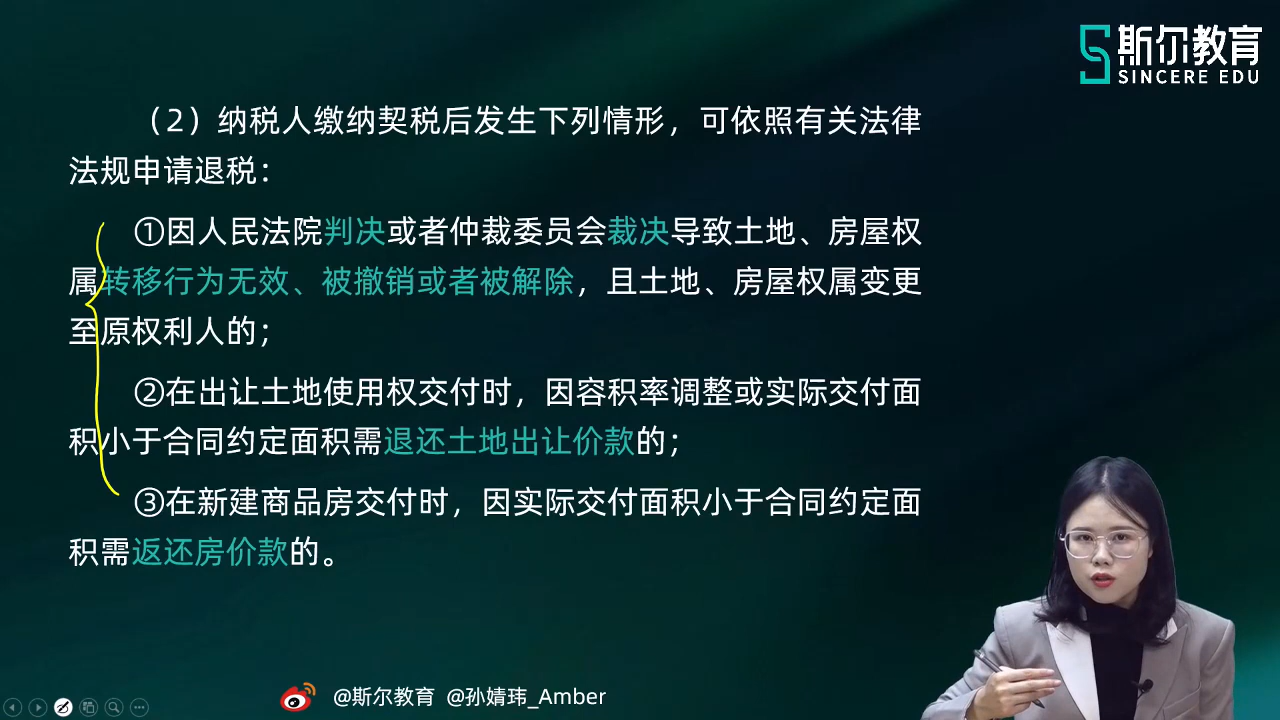 斯尔教育
SINCERE EDU
（2）纳税人缴纳契税后发生下列情形，可依照有关法律
法规申请退税：
①因人民法院判决或者仲裁委员会裁决导致土地、房屋权
属转移行为无效、被撤销或者被解除，且土地、房屋权属变更
至原权利人的；
②在出让土地使用权交付时，因容积率调整或实际交付面
积小于合同约定面积需退还土地出让价款的；
③在新建商品房交付时，因实际交付面积小于合同约定面
积需返还房价款的。
@斯尔教育 @孙婧玮_Amber